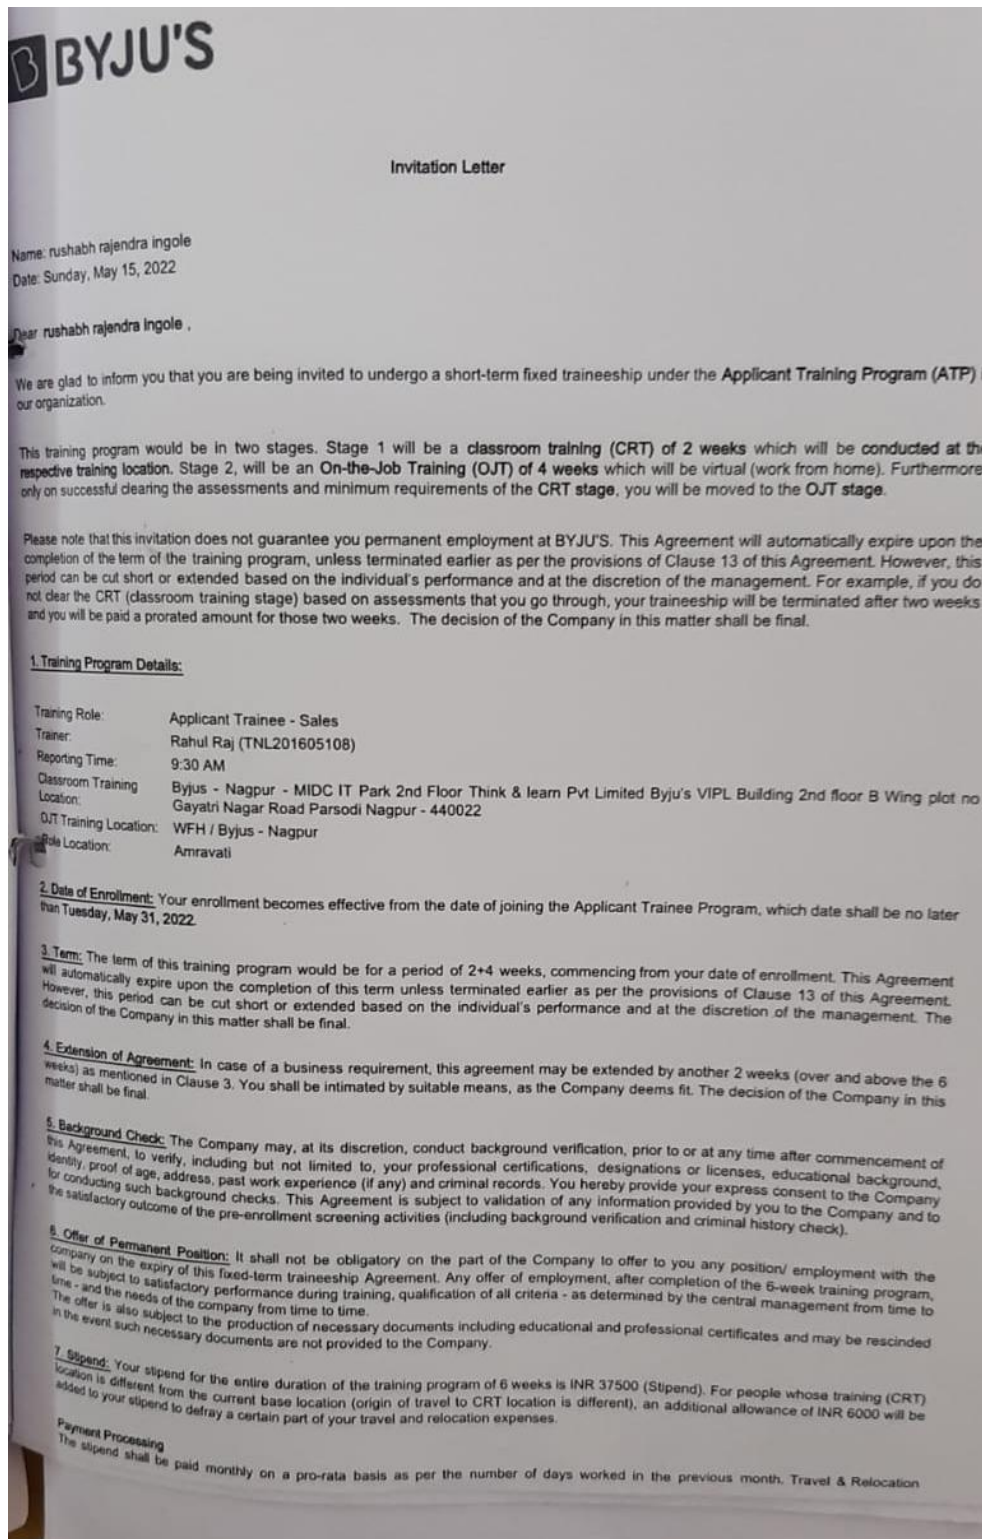 BYJU'S
Invitation Letter
Name: rushabh rajendra ingole
Date: Sunday, May 15, 2022
Dear rushabh rajendra ingole ,
We are glad to inform you that you are being invited to undergo a short-term fixed traineeship under the Applicant Training Program (ATP)
our organization.
This training program would be in two stages. Stage 1 will be a classroom training (CRT) of 2 weeks which will be conducted at the
respective training location. Stage 2, will be an On-the-Job Training (OJT) of 4 weeks which will be virtual (work from home). Furthermore
only on successful clearing the assessments and minimum requirements of the CRT stage, you will be moved to the OJT stage.
Please note that this invitation does not guarantee you permanent employment at BYJU'S. This Agreement will automatically expire upon the
completion of the term of the training program, unless terminated earlier as per the provisions of Clause 13 of this Agreement. However, this
period can be cut short or extended based on the individual's performance and at the discretion of the management. For example, if you do
not clear the CRT (classroom training stage) based on assessments that you go through, your traineeship will be terminated after two weeks
and you will be paid a prorated amount for those two weeks. The decision of the Company in this matter shall be final.
1. Training Program Details:
Training Role: Applicant Trainee - Sales
Trainer: Rahul Raj (TNL201605108)
Reporting Time: 9:30 AM
Classroom Training Byjus - Nagpur - MIDC IT Park 2nd Floor Think & learn Pvt Limited Byju's VIPL Building 2nd floor B Wing plot no
Location: Gayatri Nagar Road Parsodi Nagpur - 440022
OJT Training Location: WFH / Byjus - Nagpur
Role Location: Amravati
2. Date of Enrollment: Your enrollment becomes effective from the date of joining the Applicant Trainee Program, which date shall be no later
than Tuesday, May 31, 2022.
3. Term: The term of this training program would be for a period of 2+4 weeks, commencing from your date of enrollment. This Agreement
will automatically expire upon the completion of this term unless terminated earlier as per the provisions of Clause 13 of this Agreement.
However, this period can be cut short or extended based on the individual's performance and at the discretion of the management. The
decision of the Company in this matter shall be final.
4. Extension of Agreement: In case of a business requirement, this agreement may be extended by another 2 weeks (over and above the 6
weeks) as mentioned in Clause 3. You shall be intimated by suitable means, as the Company deems fit. The decision of the Company in this
matter shall be final.
5. Background Check: The Company may, at its discretion, conduct background verification, prior to or at any time after commencement of
this Agreement, to verify, including but not limited to, your professional certifications, designations or licenses, educational background,
identity, proof of age, address, past work experience (if any) and criminal records. You hereby provide your express consent to the Company
for conducting such background checks. This Agreement is subject to validation of any information provided by you to the Company and to
the satisfactory outcome of the pre-enrollment screening activities (including background verification and criminal history check).
6. Offer of Permanent Position: It shall not be obligatory on the part of the Company to offer to you any position/ employment with the
company on the expiry of this fixed-term traineeship Agreement. Any offer of employment, after completion of the 6-week training program,
will be subject to satisfactory performance during training, qualification of all criteria - as determined by the central management from time to
time - and the needs of the company from time to time.
The offer is also subject to the production of necessary documents including educational and professional certificates and may be rescinded
in the event such necessary documents are not provided to the Company.
7. Stipend: Your stipend for the entire duration of the training program of 6 weeks is INR 37500 (Stipend). For people whose training (CRT)
location is different from the current base location (origin of travel to CRT location is different), an additional allowance of INR 6000 will be
added to your stipend to defray a certain part of your travel and relocation expenses.
Payment Processing
The stipend shall be paid monthly on a pro-rata basis as per the number of days worked in the previous month. Travel & Relocation